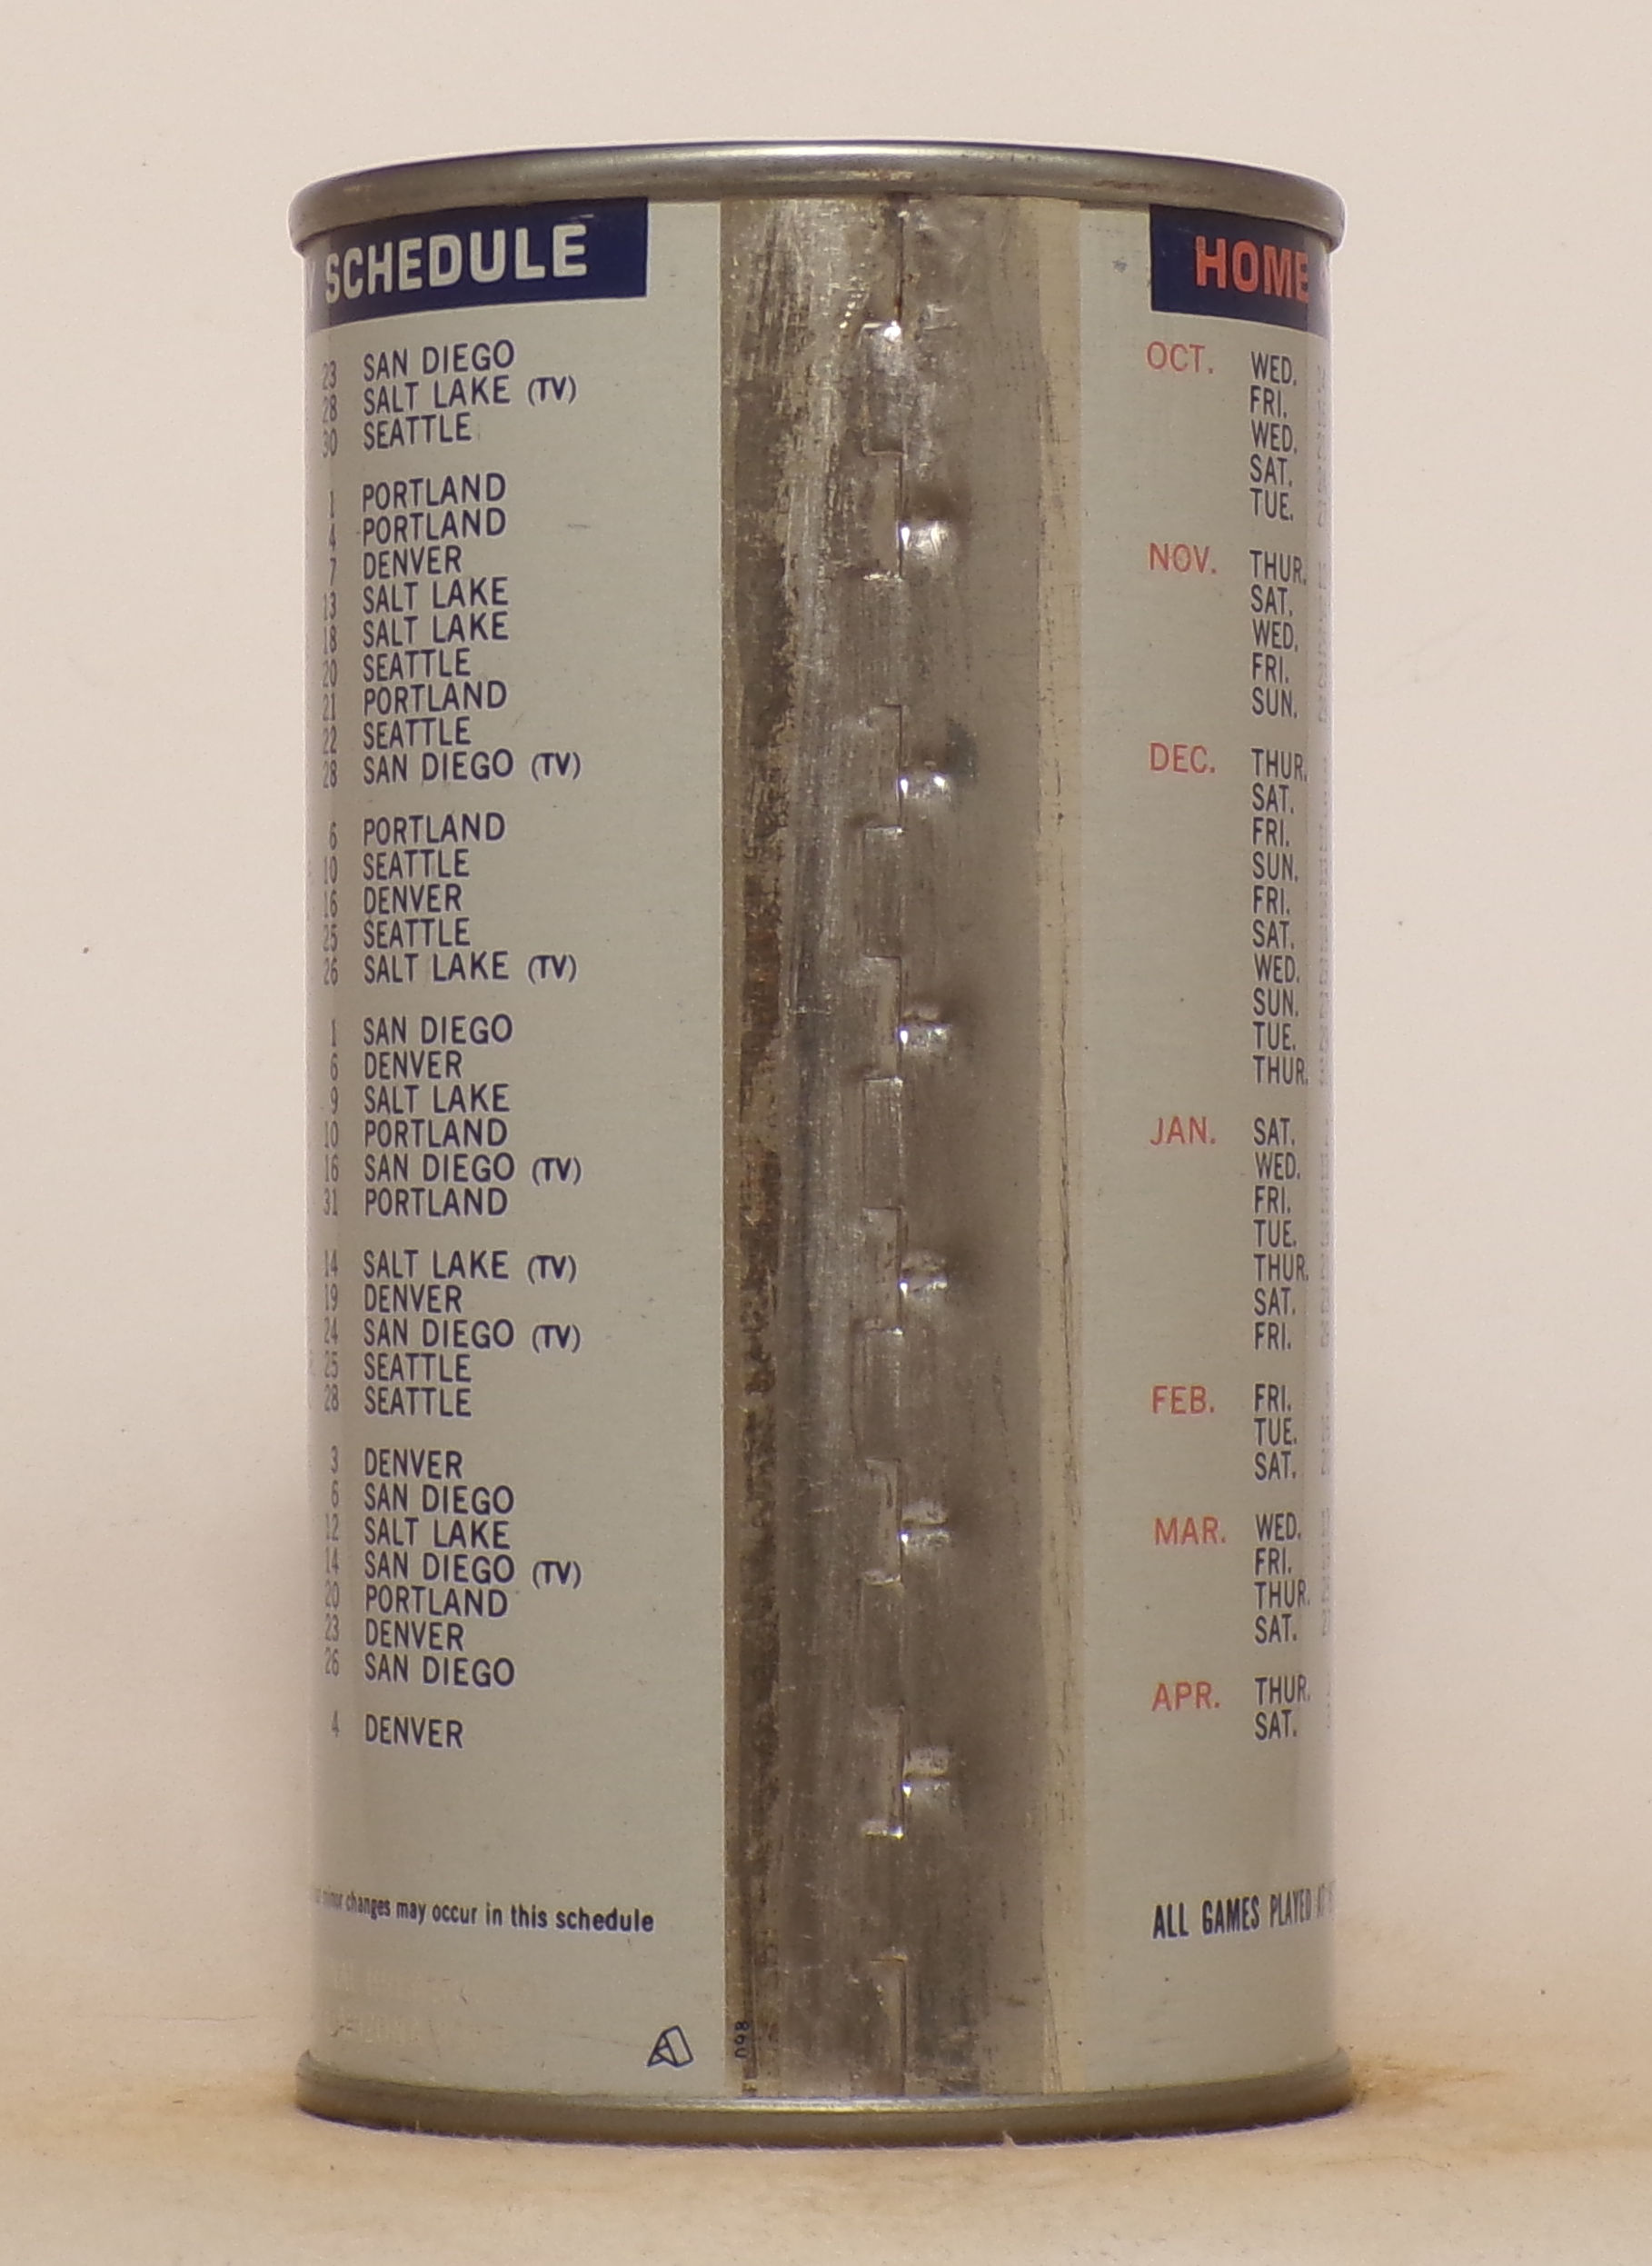 SCHEDULE
23 SAN DIEGO
28 SALT LAKE (TV)
30 SEATTLE
1 PORTLAND
4 PORTLAND
7 DENVER
13 SALT LAKE
18 SALT LAKE
20 SEATTLE
21 PORTLAND
22 SEATTLE
28 SAN DIEGO (TV)
6 PORTLAND
10 SEATTLE
16 DENVER
25 SEATTLE
26 SALT LAKE (TV)
1 SAN DIEGO
6 DENVER
9 SALT LAKE
10 PORTLAND
16 SAN DIEGO (TV)
31 PORTLAND
14 SALT LAKE (TV)
19 DENVER
24 SAN DIEGO (TV)
25 SEATTLE
28 SEATTLE
3 DENVER
6 SAN DIEGO
12 SALT LAKE
14 SAN DIEGO (TV)
20 PORTLAND
23 DENVER
26 SAN DIEGO
4 DENVER
minor changes may occur in this schedule
098
HOME
OCT. WED.
FRI.
WED.
SAT.
TUE.
NOV. THUR.
SAT.
WED.
FRI.
SUN.
DEC. THUR.
SAT.
FRI.
SUN.
FRI.
SAT.
WED.
SUN.
TUE.
THUR.
JAN. SAT.
WED.
FRI.
TUE.
THUR.
SAT.
FRI.
FEB. FRI.
TUE.
SAT.
MAR. WED.
FRI.
THUR.
SAT.
APR. THUR.
SAT.
ALL GAMES PLAYED AT